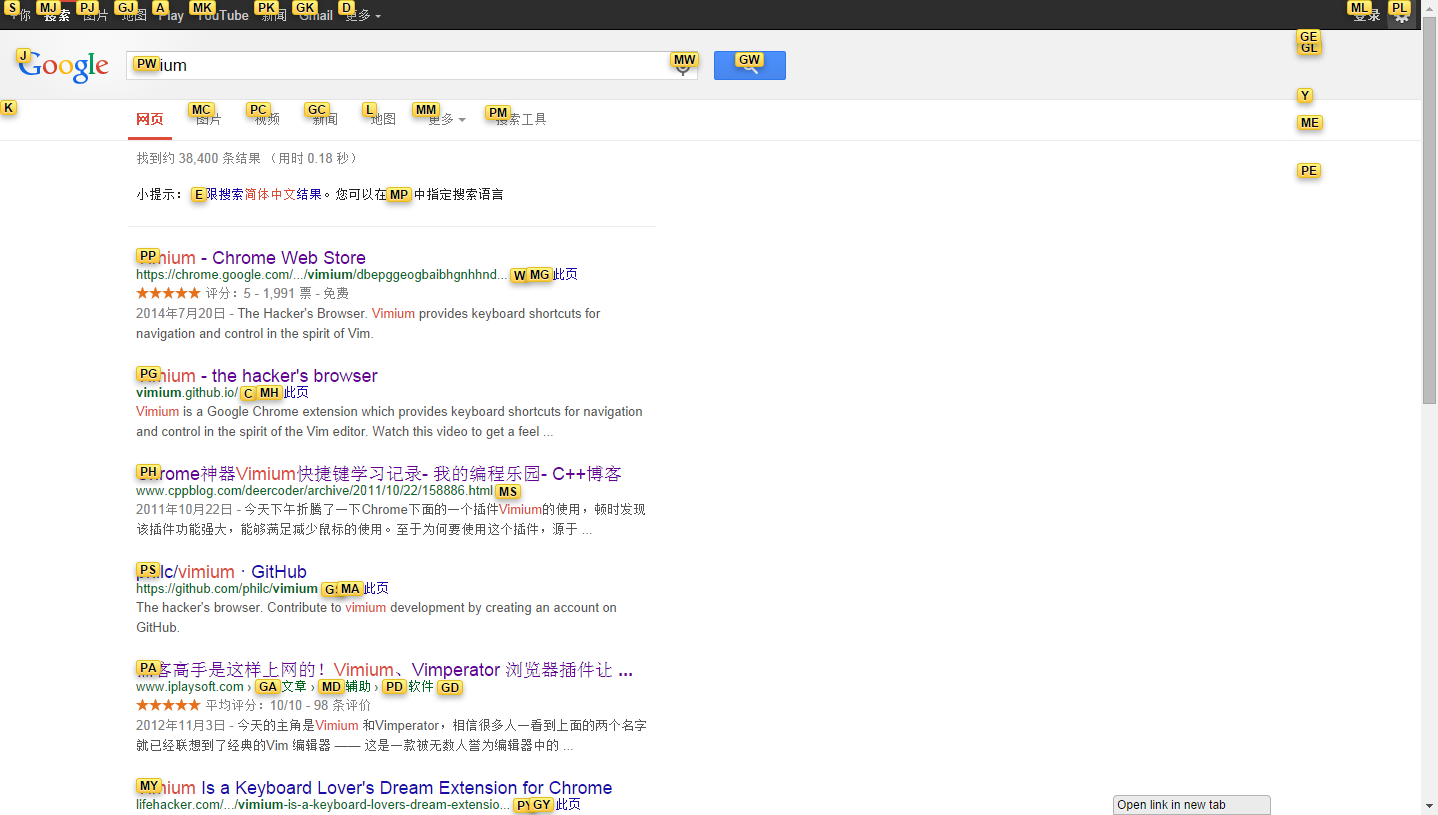 S 你 MJ 搜索 PJ 图片 GJ 地图 A Play MK YouTube PK 新闻 GK Gmail D 更多 ML 登录 PL
J Google PW ium MW GW GE GL
K 网页 MC 图片 PC 视频 GC 新闻 L 地图 MM 更多 PM 搜索工具 Y ME
找到约 38,400 条结果 （用时 0.18 秒）
PE
小提示： E 限搜索简体中文结果。您可以在 MP 中指定搜索语言
PP mium - Chrome Web Store
https://chrome.google.com/.../vimium/dbepggeogbaibhgnhhnd... W MG 此页
★★★★★ 评分：5 - 1,991 票 - 免费
2014年7月20日 - The Hacker's Browser. Vimium provides keyboard shortcuts for
navigation and control in the spirit of Vim.
PG mium - the hacker's browser
vimium.github.io/ C MH 此页
Vimium is a Google Chrome extension which provides keyboard shortcuts for navigation
and control in the spirit of the Vim editor. Watch this video to get a feel ...
PH rome神器Vimium快捷键学习记录- 我的编程乐园- C++博客
www.cppblog.com/deercoder/archive/2011/10/22/158886.html MS
2011年10月22日 - 今天下午折腾了一下Chrome下面的一个插件Vimium的使用，顿时发现
该插件功能强大，能够满足减少鼠标的使用。至于为何要使用这个插件，源于 ...
PS lc/vimium · GitHub
https://github.com/philc/vimium GS MA 此页
The hacker's browser. Contribute to vimium development by creating an account on
GitHub.
PA 客高手是这样上网的！Vimium、Vimperator 浏览器插件让 ...
www.iplaysoft.com › GA 文章 › MD 辅助 › PD 软件 GD
★★★★★ 平均评分：10/10 - 98 条评价
2012年11月3日 - 今天的主角是Vimium 和Vimperator，相信很多人一看到上面的两个名字
就已经联想到了经典的Vim 编辑器 —— 这是一款被无数人誉为编辑器中的 ...
MY mium Is a Keyboard Lover's Dream Extension for Chrome
lifehacker.com/.../vimium-is-a-keyboard-lovers-dream-extensio... PY GY 此页
Open link in new tab